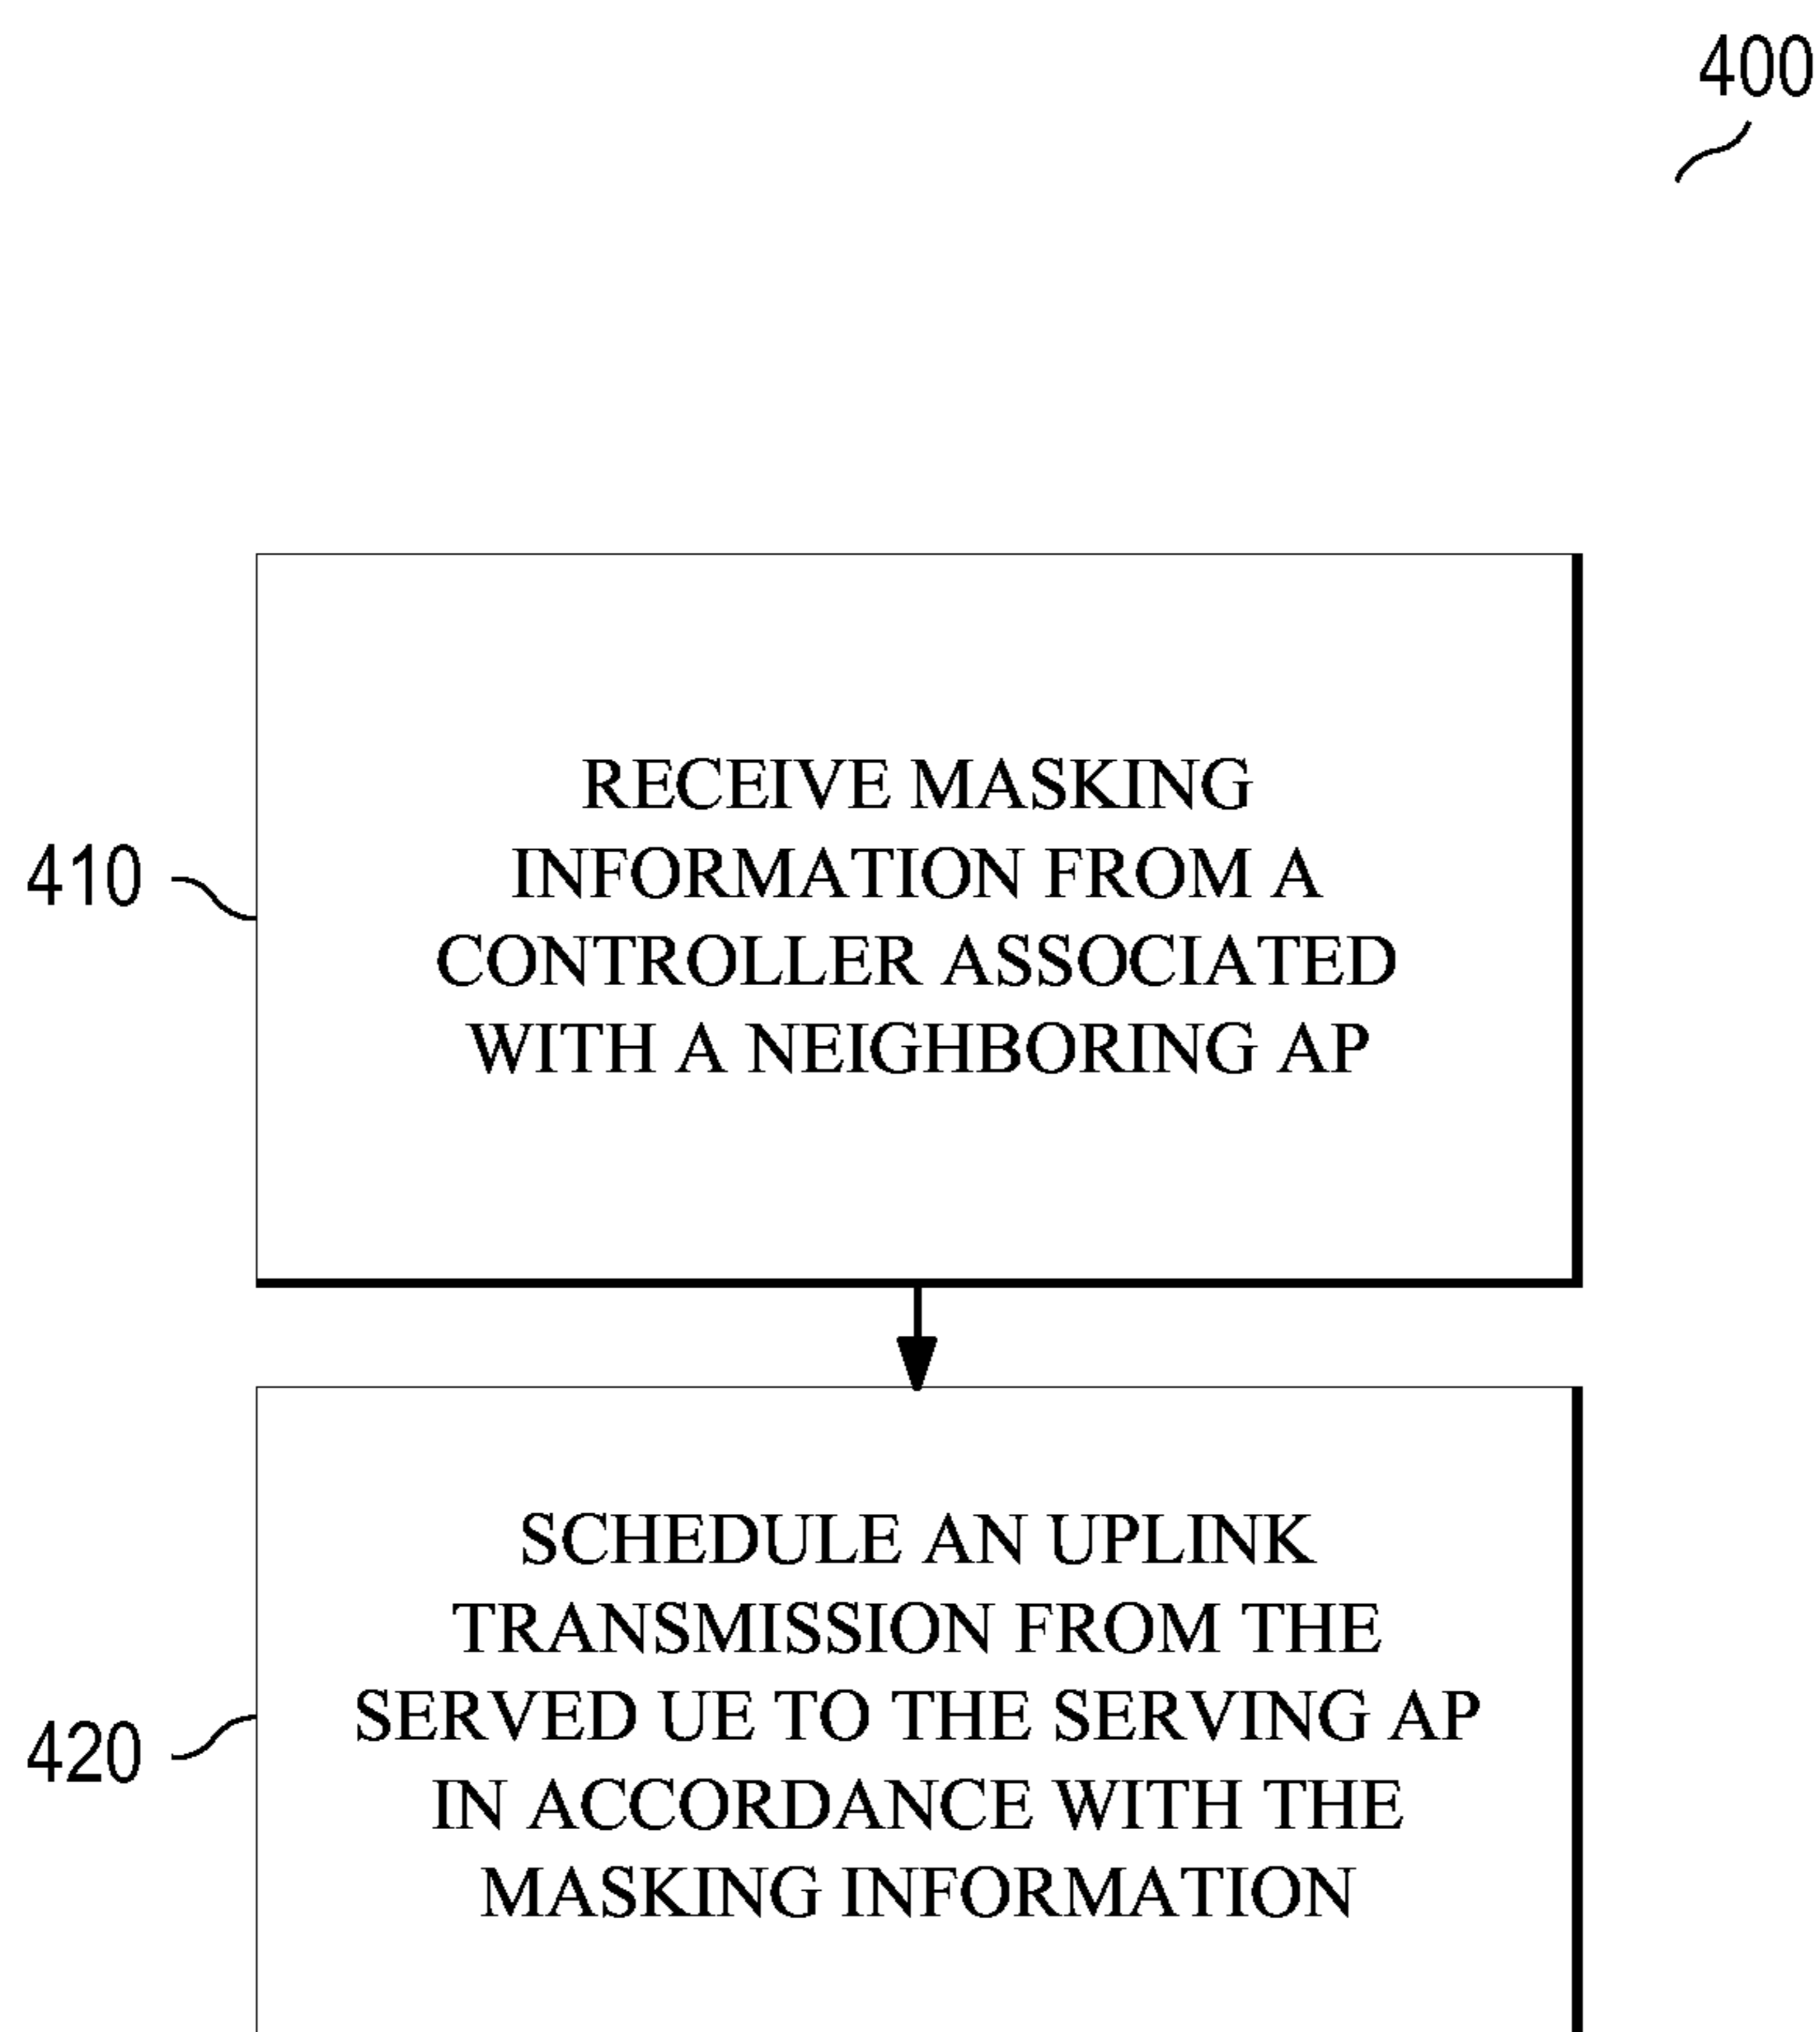 400
410
RECEIVE MASKING
INFORMATION FROM A
CONTROLLER ASSOCIATED
WITH A NEIGHBORING AP
420
SCHEDULE AN UPLINK
TRANSMISSION FROM THE
SERVED UE TO THE SERVING AP
IN ACCORDANCE WITH THE
MASKING INFORMATION